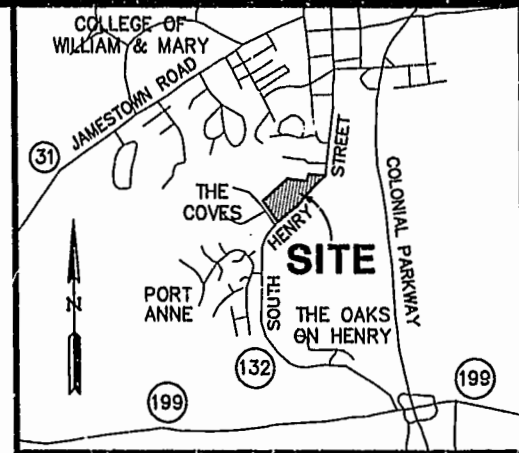 COLLEGE OF
WILLIAM & MARY
JAMESTOWN ROAD
31
STREET
COLONIAL PARKWAY
THE
COVES
HENRY
SITE
PORT
ANNE
SOUTH
THE OAKS
ON HENRY
132
N
199
199